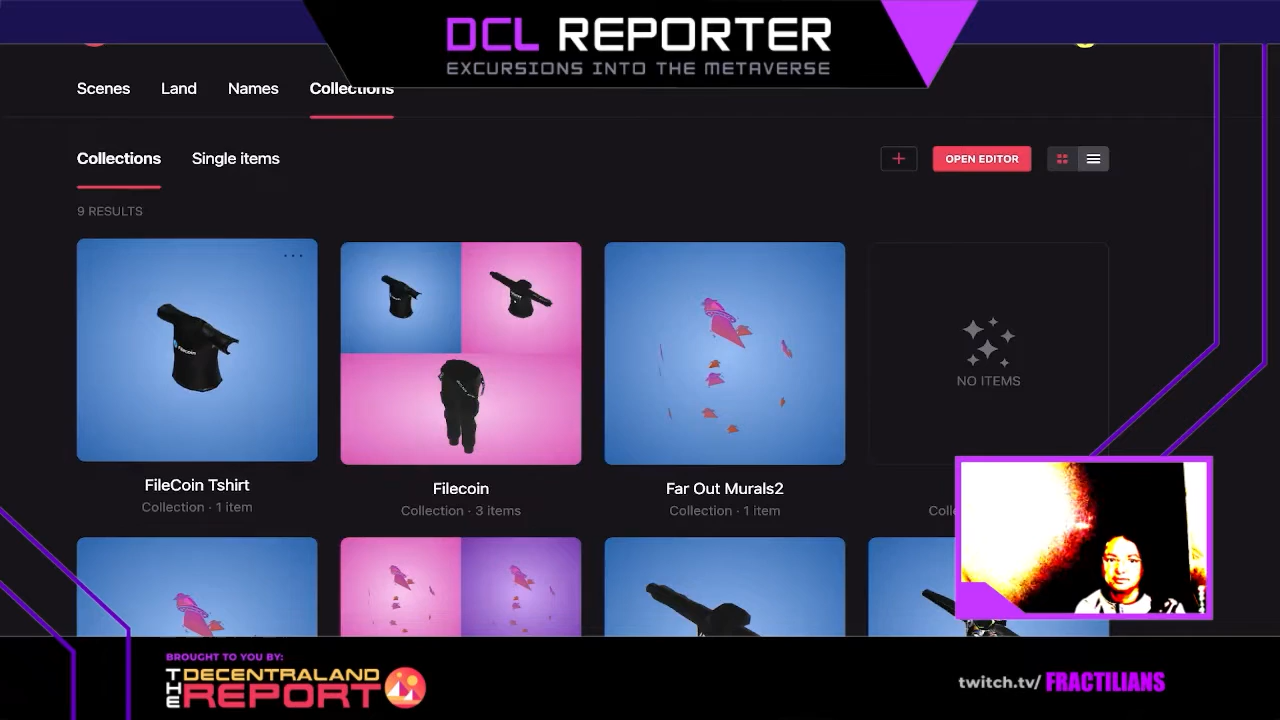 DCL REPORTER
EXCURSIONS INTO THE METAVERSE
Scenes Land Names Collections
Collections Single items
OPEN EDITOR
9 RESULTS
Filecoin
NO ITEMS
FileCoin Tshirt
Collection · 1 item
Filecoin
Collection · 3 items
Far Out Murals2
Collection · 1 item
BROUGHT TO YOU BY:
THE DECENTRALAND REPORT
twitch.tv/ FRACTILIANS